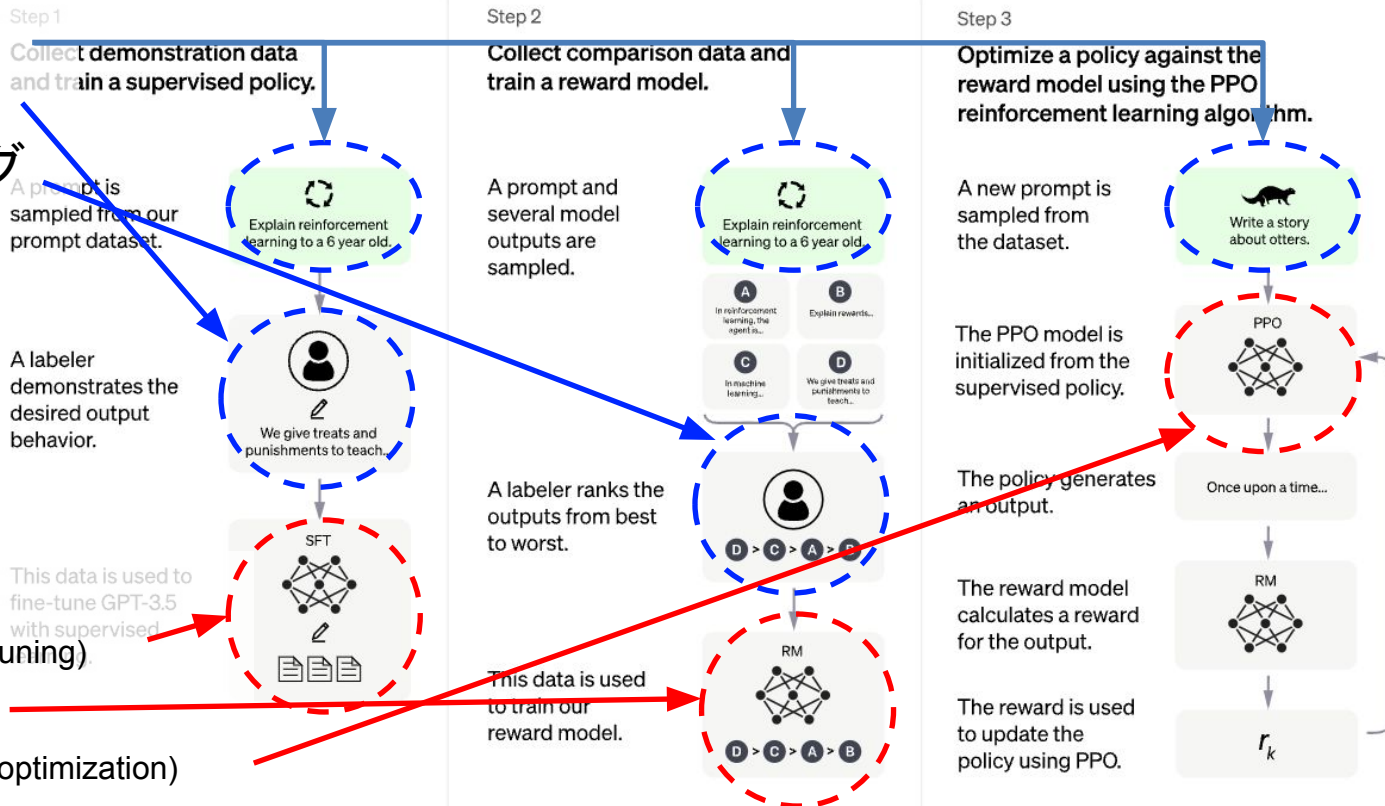 Step 1
Collect demonstration data
and train a supervised policy.
グ
A prompt is
sampled from our
prompt dataset.
Explain reinforcement
learning to a 6 year old.
A labeler
demonstrates the
desired output
behavior.
We give treats and
punishments to teach...
SFT
This data is used to
fine-tune GPT-3.5
with supervised
learning.
uning)
optimization)
Step 2
Collect comparison data and
train a reward model.
A prompt and
several model
outputs are
sampled.
Explain reinforcement
learning to a 6 year old.
A
In reinforcement
learning, the
agent is...
B
Explain rewards...
C
In machine
learning...
D
We give treats and
punishments to
teach...
A labeler ranks the
outputs from best
to worst.
D > C > A > B
This data is used
to train our
reward model.
RM
D > C > A > B
Step 3
Optimize a policy against the
reward model using the PPO
reinforcement learning algorithm.
A new prompt is
sampled from
the dataset.
Write a story
about otters.
The PPO model is
initialized from the
supervised policy.
PPO
The policy generates
an output.
Once upon a time...
The reward model
calculates a reward
for the output.
RM
The reward is used
to update the
policy using PPO.
rk